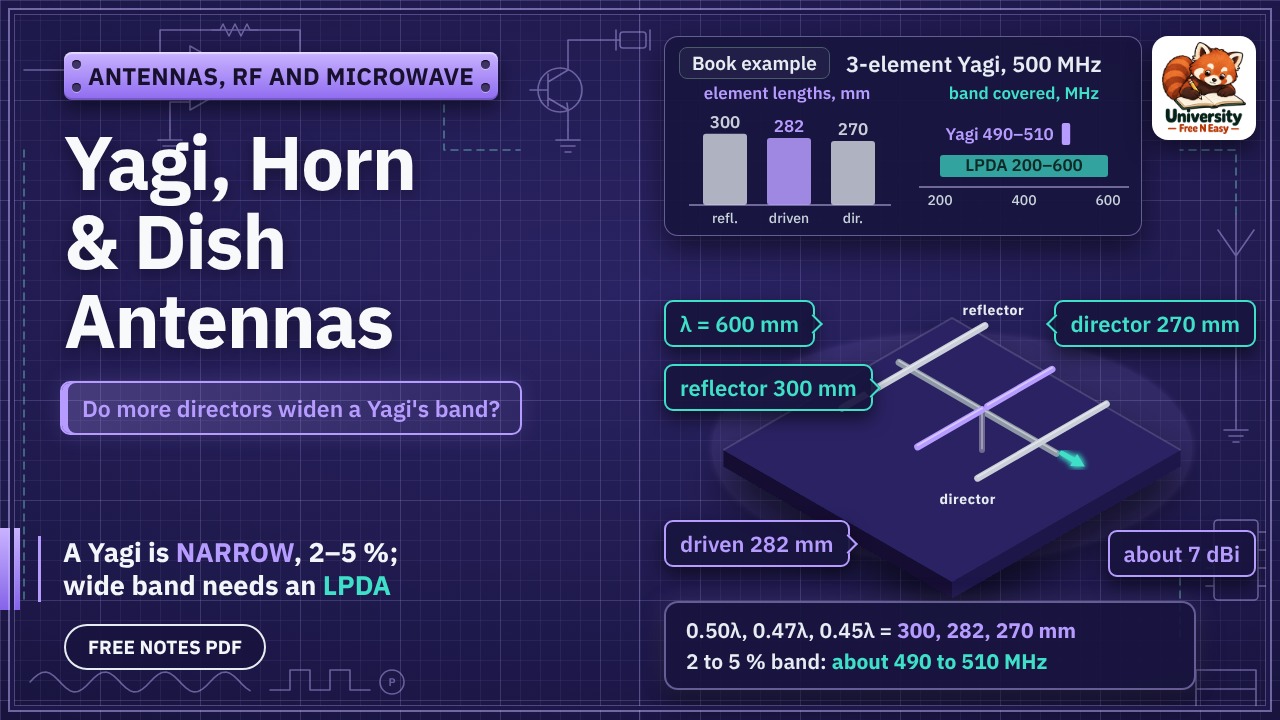 ANTENNAS, RF AND MICROWAVE
Yagi, Horn
& Dish
Antennas
Do more directors widen a Yagi's band?
A Yagi is NARROW, 2–5 %;
wide band needs an LPDA
FREE NOTES PDF
P
Book example
3-element Yagi, 500 MHz
element lengths, mm
300
282
270
refl.
driven
dir.
band covered, MHz
Yagi 490–510
LPDA 200–600
200
400
600
University
Free N Easy
λ = 600 mm
reflector
director 270 mm
reflector 300 mm
director
driven 282 mm
about 7 dBi
0.50λ, 0.47λ, 0.45λ = 300, 282, 270 mm
2 to 5 % band: about 490 to 510 MHz